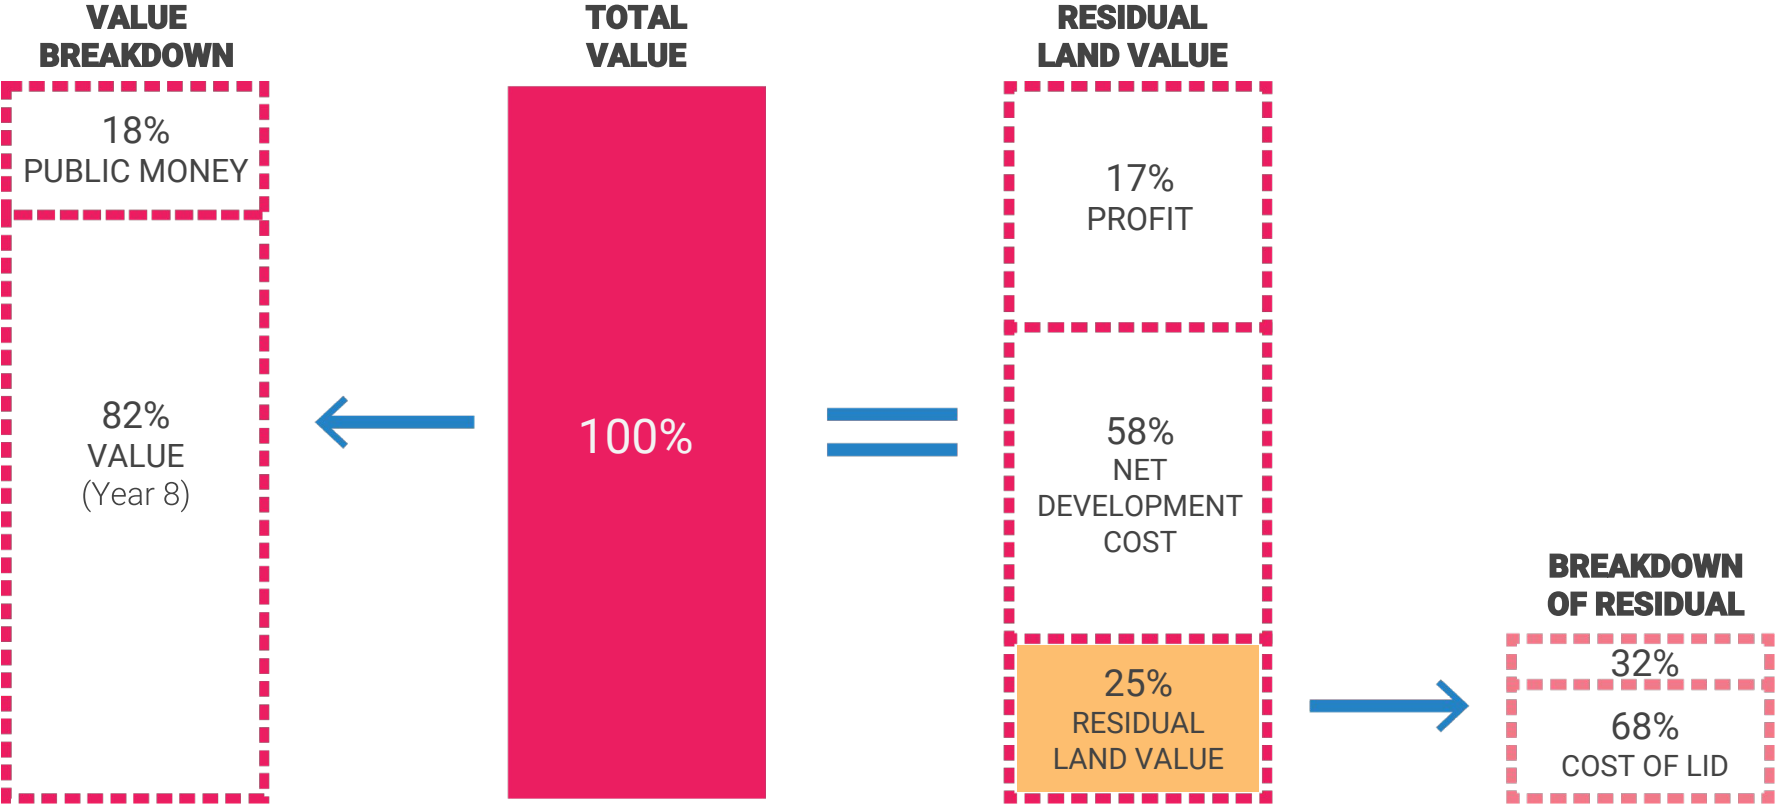 VALUE
BREAKDOWN
18%
PUBLIC MONEY
82%
VALUE
(Year 8)
TOTAL
VALUE
100%
RESIDUAL
LAND VALUE
17%
PROFIT
58%
NET
DEVELOPMENT
COST
25%
RESIDUAL
LAND VALUE
BREAKDOWN
OF RESIDUAL
32%
68%
COST OF LID